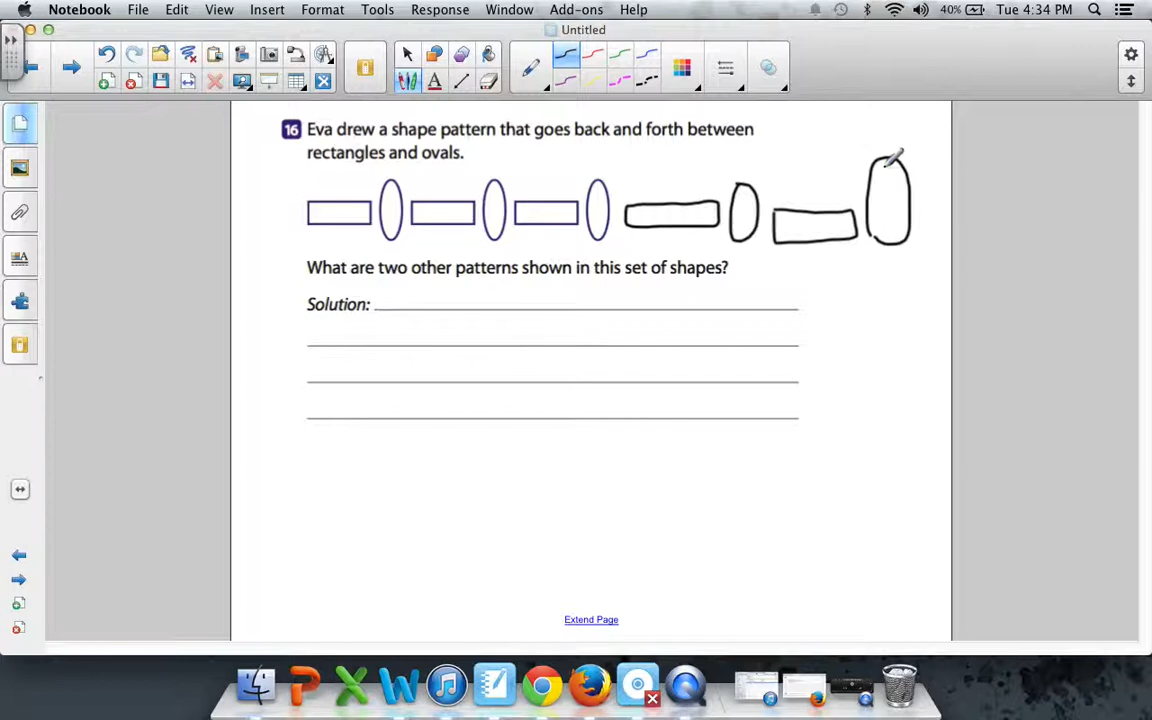 Notebook File Edit View Insert Format Tools Response Window Add-ons Help 40% Tue 4:34 PM
Untitled
A
16 Eva drew a shape pattern that goes back and forth between
rectangles and ovals.
What are two other patterns shown in this set of shapes?
Solution:
Extend Page